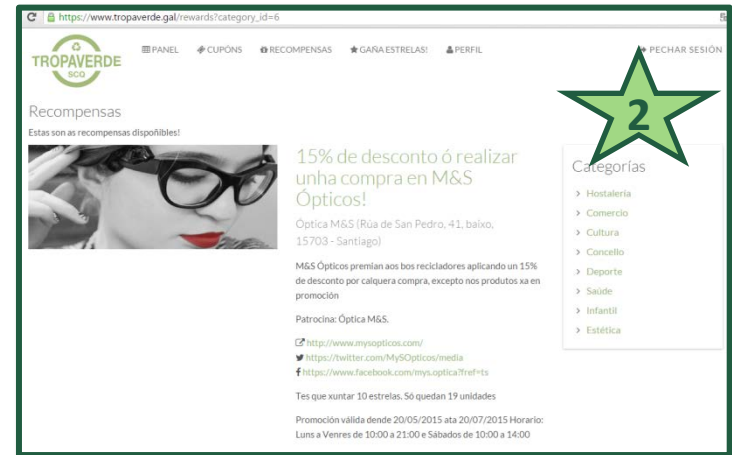 https://www.tropaverde.gal/rewards?category_id=6
TROPAVERDE
SCQ
PANEL CUPÓNS RECOMPENSAS GAÑA ESTRELAS! PERFIL PECHAR SESIÓN
2
Recompensas
Estas son as recompensas dispoñibles!
15% de desconto ó realizar
unha compra en M&S
Ópticos!
Óptica M&S (Rúa de San Pedro, 41, baixo,
15703 - Santiago)
M&S Ópticos premian aos bos recicladores aplicando un 15%
de desconto por calquera compra, excepto nos produtos xa en
promoción
Patrocina: Óptica M&S.
http://www.mysopticos.com/
https://twitter.com/MySOpticos/media
https://www.facebook.com/mys.optica?fref=ts
Tes que xuntar 10 estrelas. Só quedan 19 unidades
Promoción válida dende 20/05/2015 ata 20/07/2015 Horario:
Luns a Venres de 10:00 a 21:00 e Sábados de 10:00 a 14:00
Categorías
Hostalería
Comercio
Cultura
Concello
Deporte
Saúde
Infantil
Estética